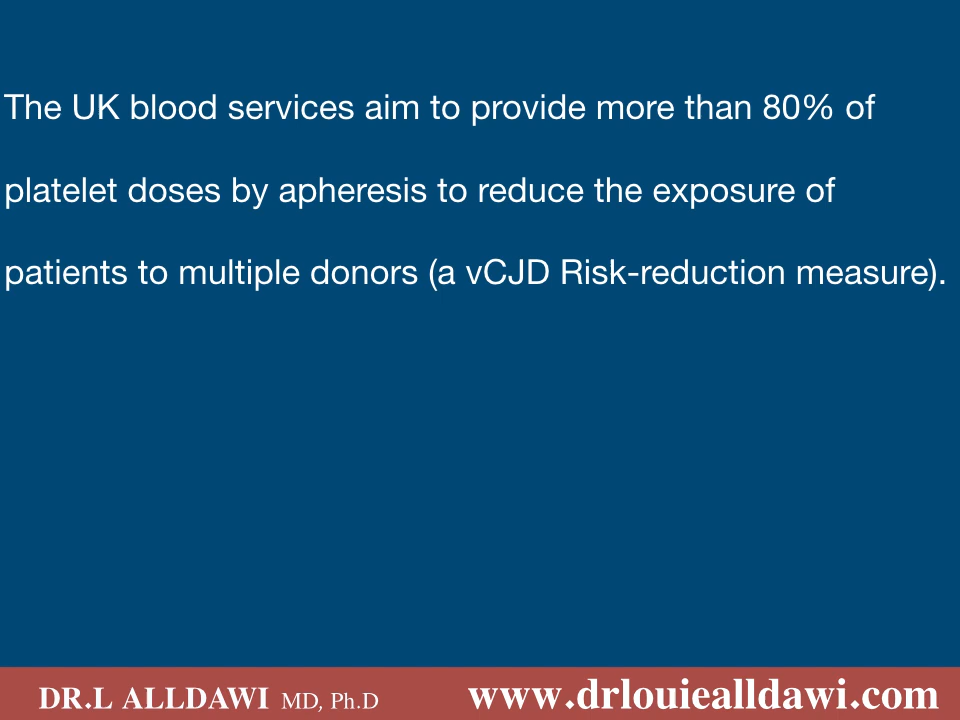 The UK blood services aim to provide more than 80% of
platelet doses by apheresis to reduce the exposure of
patients to multiple donors (a vCJD Risk-reduction measure).
DR.L ALLDAWI MD, Ph.D www.drlouiealldawi.com